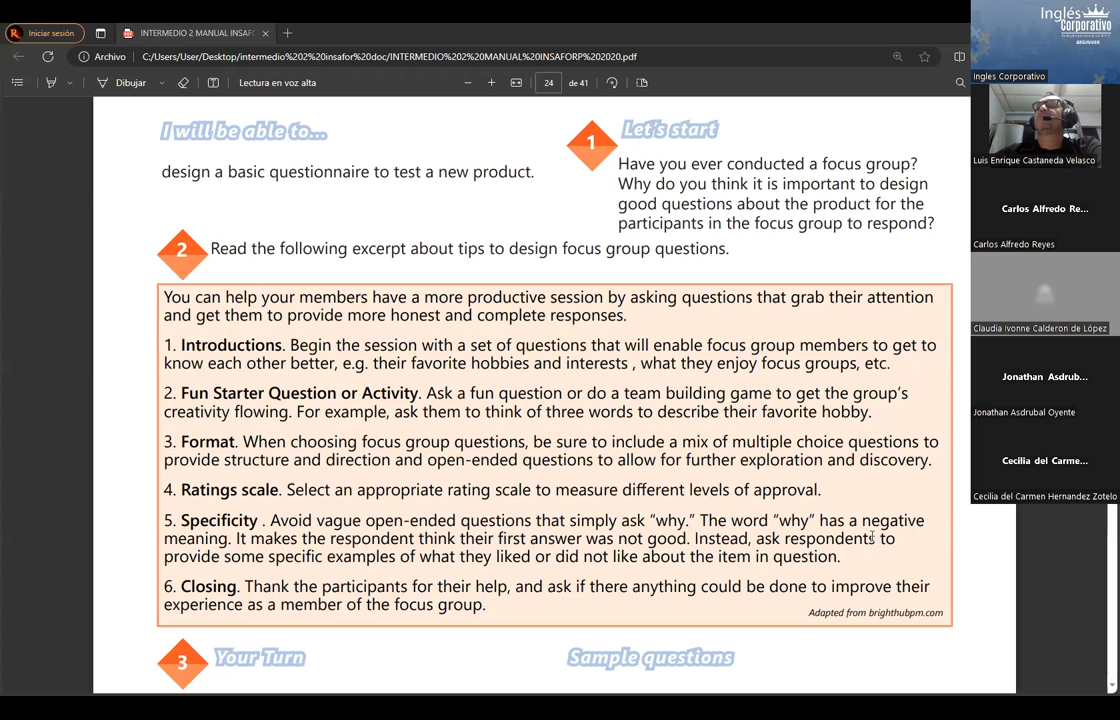 Iniciar sesión
INTERMEDIO 2 MANUAL INSAFOR
Archivo
C:/Users/User/Desktop/intermedio%202%20insafor%20doc/INTERMEDIO%202%20MANUAL%20INSAFORP%202020.pdf
Dibujar
Lectura en voz alta
24
de 41
I will be able to...
design a basic questionnaire to test a new product.
1
Let's start
Have you ever conducted a focus group?
Why do you think it is important to design
good questions about the product for the
participants in the focus group to respond?
2
Read the following excerpt about tips to design focus group questions.
You can help your members have a more productive session by asking questions that grab their attention
and get them to provide more honest and complete responses.
1. Introductions. Begin the session with a set of questions that will enable focus group members to get to
know each other better, e.g. their favorite hobbies and interests , what they enjoy focus groups, etc.
2. Fun Starter Question or Activity. Ask a fun question or do a team building game to get the group's
creativity flowing. For example, ask them to think of three words to describe their favorite hobby.
3. Format. When choosing focus group questions, be sure to include a mix of multiple choice questions to
provide structure and direction and open-ended questions to allow for further exploration and discovery.
4. Ratings scale. Select an appropriate rating scale to measure different levels of approval.
5. Specificity . Avoid vague open-ended questions that simply ask “why.” The word “why” has a negative
meaning. It makes the respondent think their first answer was not good. Instead, ask respondents to
provide some specific examples of what they liked or did not like about the item in question.
6. Closing. Thank the participants for their help, and ask if there anything could be done to improve their
experience as a member of the focus group.
Adapted from brighthubpm.com
3
Your Turn
Sample questions
Inglés
Corporativo
BEGINNER
Ingles Corporativo
Luis Enrique Castaneda Velasco
Carlos Alfredo Re...
Carlos Alfredo Reyes
Claudia Ivonne Calderon de López
Jonathan Asdrub...
Jonathan Asdrubal Oyente
Cecilia del Carme...
Cecilia del Carmen Hernandez Zotelo